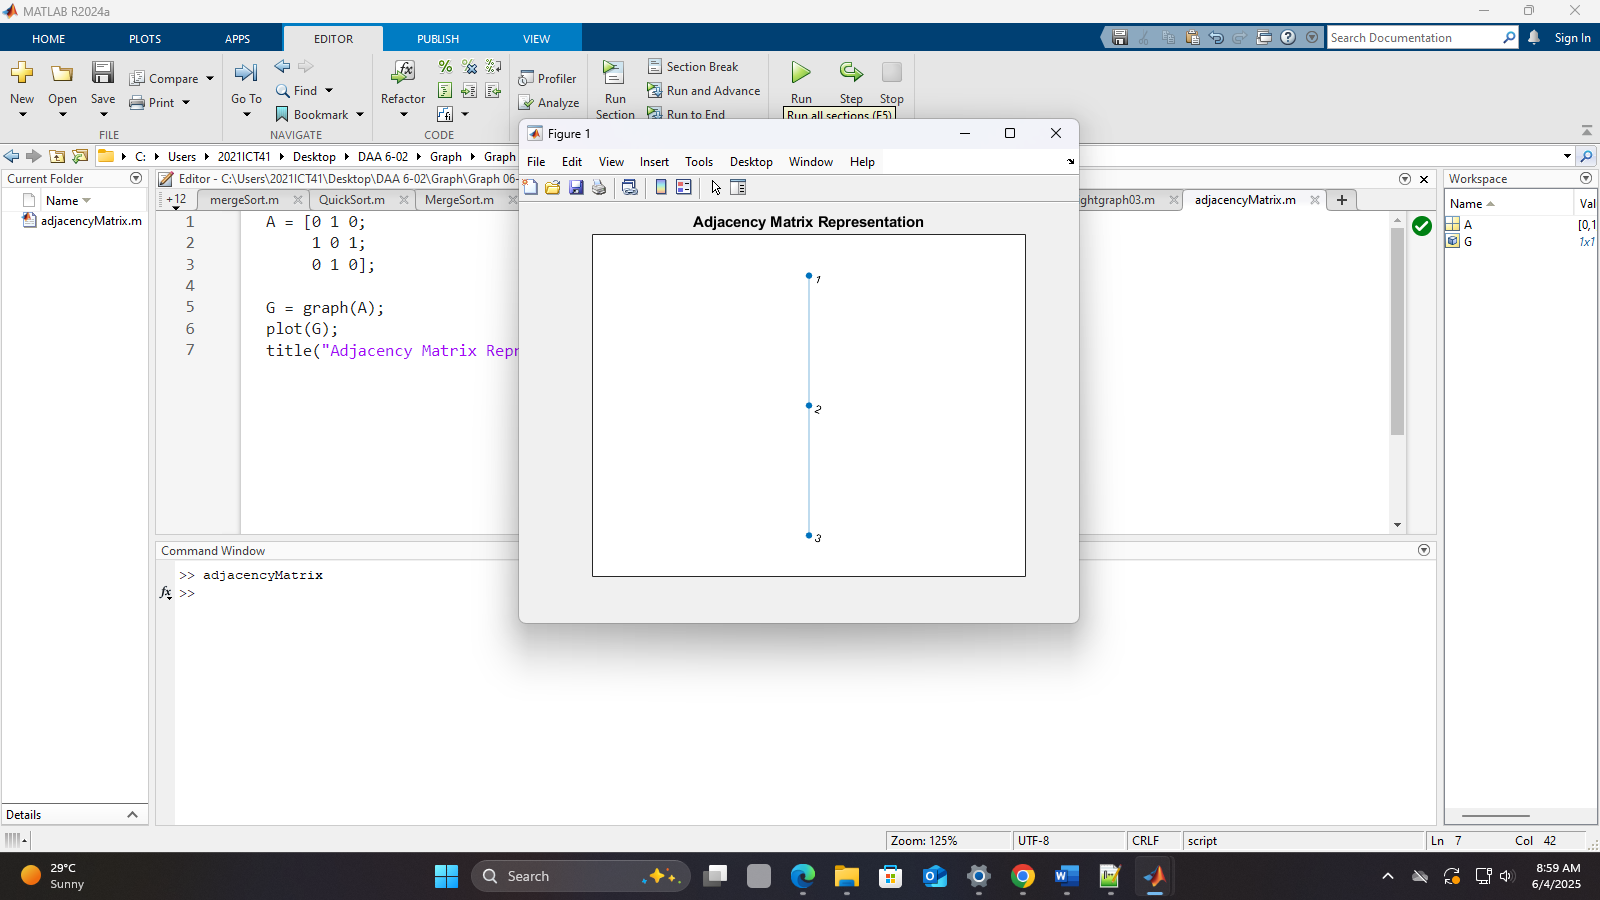 MATLAB R2024a
HOME PLOTS APPS EDITOR PUBLISH VIEW
Search Documentation
Sign In
New Open Save Compare Print
FILE
Go To Find Bookmark
NAVIGATE
Refactor
CODE
Profiler
Analyze
Run Section
Section Break
Run and Advance
Run to End
Run Step Stop
Run all sections (F5)
C: Users 2021ICT41 Desktop DAA 6-02 Graph Graph
Current Folder
Name
adjacencyMatrix.m
Details
Editor - C:\Users\2021ICT41\Desktop\DAA 6-02\Graph\Graph 06-
+12 mergeSort.m QuickSort.m MergeSort.m ghtgraph03.m adjacencyMatrix.m
1 A = [0 1 0;
2 1 0 1;
3 0 1 0];
4
5 G = graph(A);
6 plot(G);
7 title("Adjacency Matrix Repr
Figure 1
File Edit View Insert Tools Desktop Window Help
Adjacency Matrix Representation
1
2
3
Workspace
Name Val
A [0,1
G 1x1
Command Window
>> adjacencyMatrix
fx >>
Zoom: 125% UTF-8 CRLF script Ln 7 Col 42
29°C
Sunny
Search
8:59 AM
6/4/2025